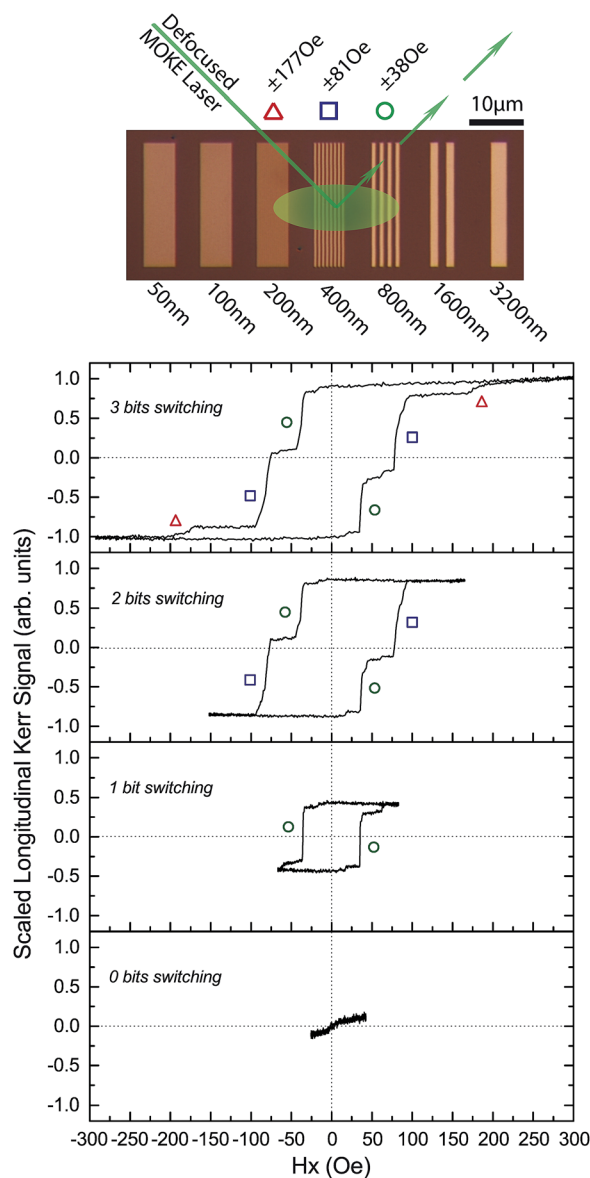 Defocused
MOKE Laser
±177Oe
±81Oe
±38Oe
10μm
50nm
100nm
200nm
400nm
800nm
1600nm
3200nm
Scaled Longitudinal Kerr Signal (arb. units)
3 bits switching
1.0
0.5
0.0
-0.5
-1.0
2 bits switching
1.0
0.5
0.0
-0.5
-1.0
1 bit switching
1.0
0.5
0.0
-0.5
-1.0
0 bits switching
1.0
0.5
0.0
-0.5
-1.0
-300 -250 -200 -150 -100 -50 0 50 100 150 200 250 300
Hx (Oe)